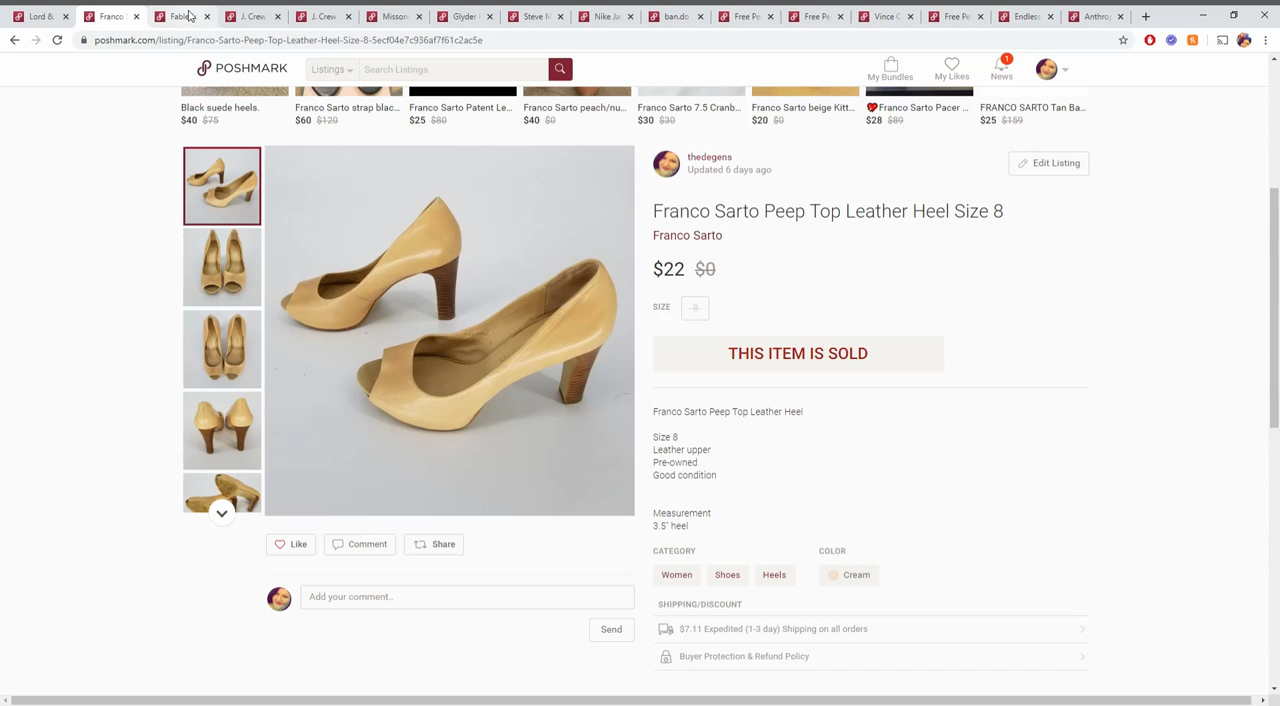 Lord &
Franco
Fable
J. Crew
J. Crew
Missoni
Glyder
Steve M
Nike Ja
ban.do
Free Pe
Free Pe
Vince C
Free Pe
Endless
Anthrop
poshmark.com/listing/Franco-Sarto-Peep-Top-Leather-Heel-Size-8-5ecf04e7c936af7f61c2ac5e
POSHMARK
Listings
Search Listings
My Bundles
My Likes
1
News
Black suede heels.
Franco Sarto strap blac...
Franco Sarto Patent Le...
Franco Sarto peach/nu...
Franco Sarto 7.5 Cranb...
Franco Sarto beige Kitt...
❤Franco Sarto Pacer ...
FRANCO SARTO Tan Ba...
$40 $75
$60 $120
$25 $80
$40 $0
$30 $30
$20 $0
$28 $89
$25 $159
thedegens
Updated 6 days ago
Edit Listing
Franco Sarto Peep Top Leather Heel Size 8
Franco Sarto
$22 $0
SIZE
8
THIS ITEM IS SOLD
Franco Sarto Peep Top Leather Heel
Size 8
Leather upper
Pre-owned
Good condition
Measurement
3.5" heel
CATEGORY
COLOR
Women
Shoes
Heels
Cream
SHIPPING/DISCOUNT
$7.11 Expedited (1-3 day) Shipping on all orders
Buyer Protection & Refund Policy
Like
Comment
Share
Add your comment..
Send